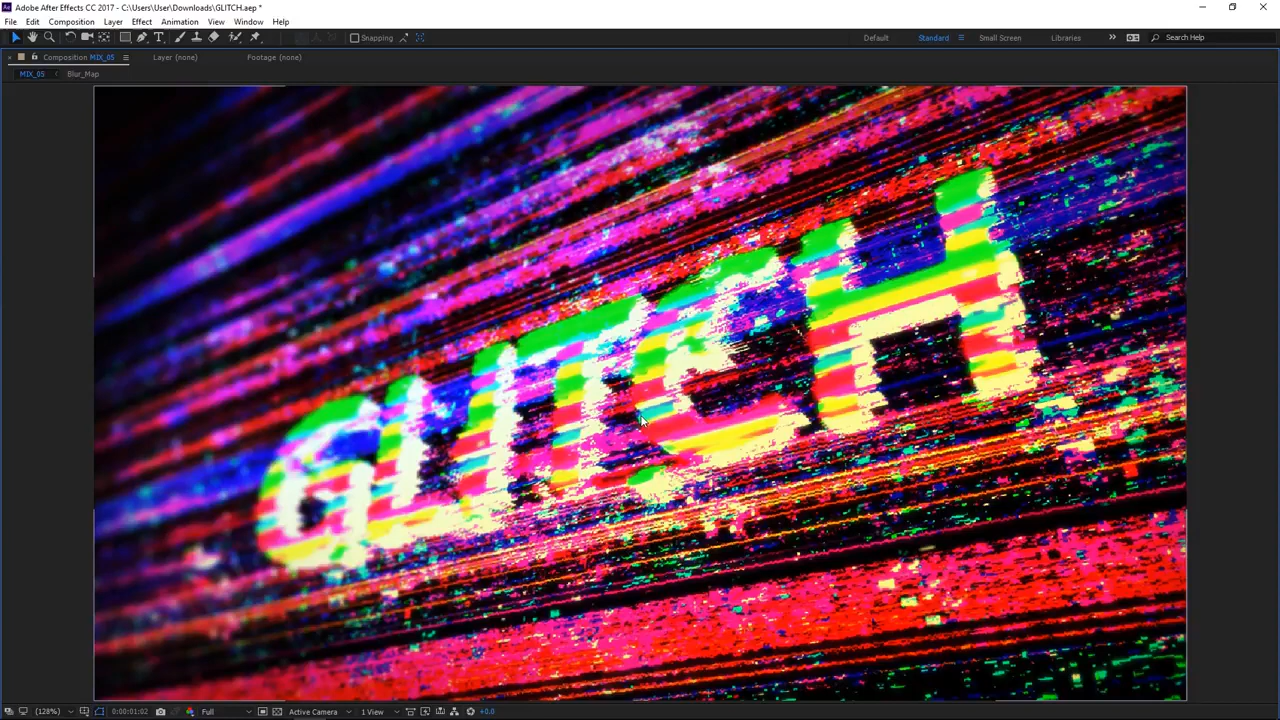 Adobe After Effects CC 2017 - C:\Users\User\Downloads\GLITCH.aep *
File Edit Composition Layer Effect Animation View Window Help
Snapping Default Standard Small Screen Libraries Search Help
Composition MIX_05 Layer (none) Footage (none)
MIX_05 Blur_Map
GLITCH
(128%) 0:00:01:02 Full Active Camera 1 View +0.0